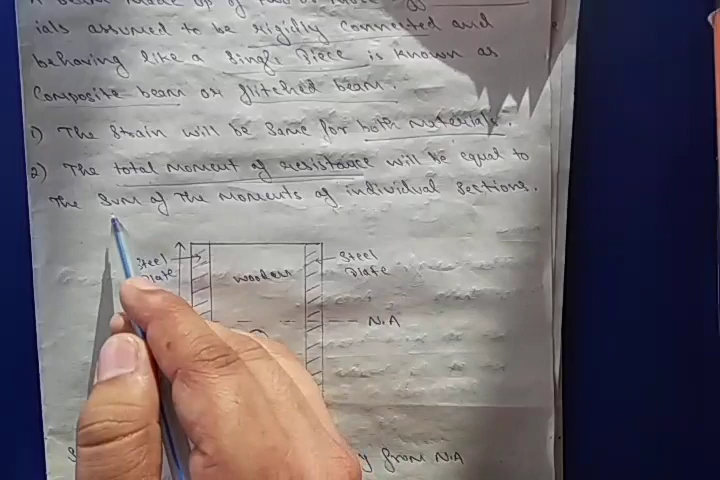 ials assumed to be rigidly connected and
behaving like a single Piece is known as
Composite beam or flitched beam.
1) The Strain will be same for both materials.
2) The total moment of resistance will be equal to
The Sum of The Moments of individual Sections.
Steel Plate
wooden
Steel Plate
N.A
y from N.A